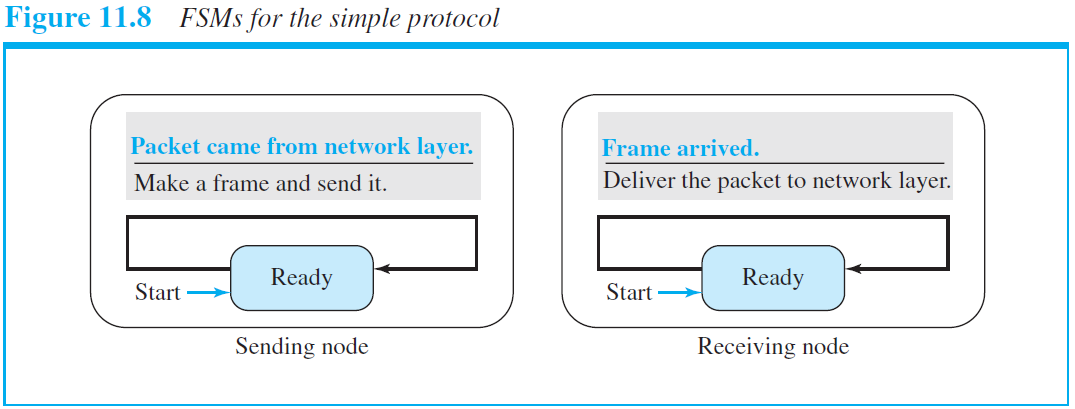 Figure 11.8 FSMs for the simple protocol
Packet came from network layer.
Make a frame and send it.
Ready
Start
Sending node
Frame arrived.
Deliver the packet to network layer.
Ready
Start
Receiving node